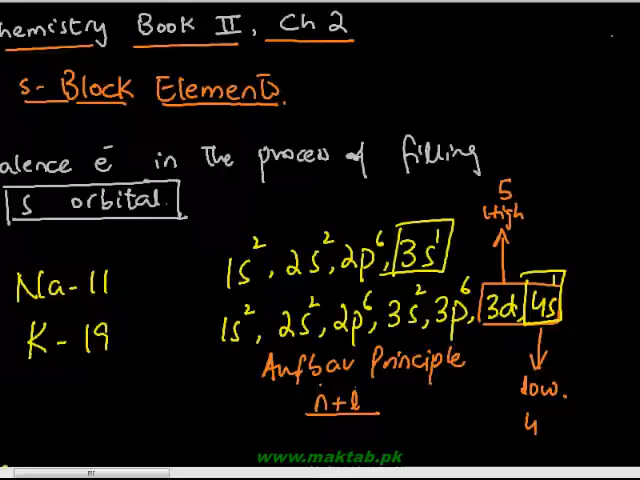 hemistry Book II, Ch 2
s-Block Elements.
alence e⁻ in the process of filling
s orbital.
5
High
Na-11 1s², 2s², 2p⁶, 3s¹
K-19 1s², 2s², 2p⁶, 3s², 3p⁶, 3d, 4s¹
Aufbau Principle
n+l
low.
4
www.maktab.pk